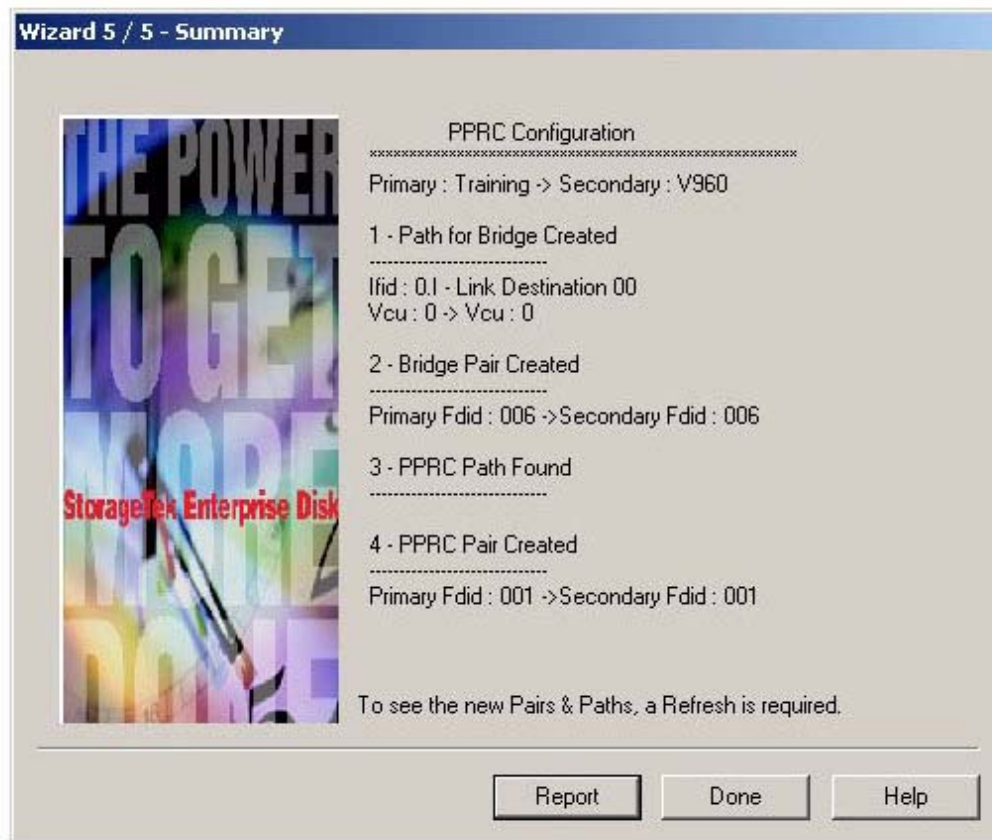 Wizard 5 / 5 - Summary
THE POWER
TO GET
MORE
DONE
StorageTek Enterprise Disk
PPRC Configuration
××××××××××××××××××××××××××××××××××××××××××××××××××××××
Primary : Training -> Secondary : V960
1 - Path for Bridge Created
------------------------------
Ifid : 0.I - Link Destination 00
Vcu : 0 -> Vcu : 0
2 - Bridge Pair Created
------------------------------
Primary Fdid : 006 ->Secondary Fdid : 006
3 - PPRC Path Found
------------------------------
4 - PPRC Pair Created
------------------------------
Primary Fdid : 001 ->Secondary Fdid : 001
To see the new Pairs & Paths, a Refresh is required.
Report
Done
Help